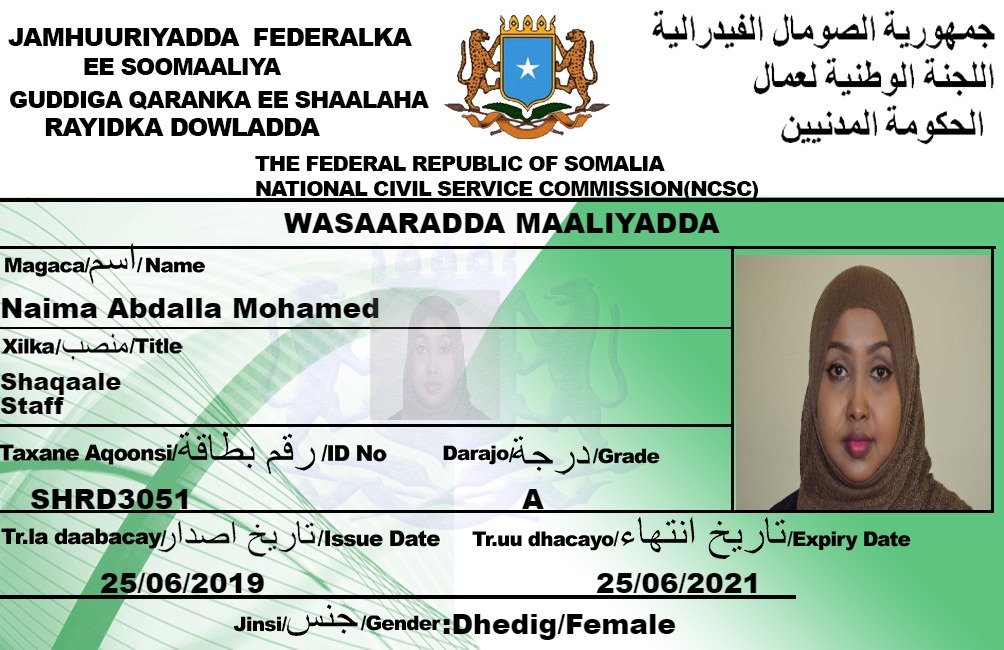 JAMHUURIYADDA FEDERALKA
EE SOOMAALIYA
GUDDIGA QARANKA EE SHAALAHA
RAYIDKA DOWLADDA
جمهورية الصومال الفيدرالية
اللجنة الوطنية لعمال
الحكومة المدنيين
THE FEDERAL REPUBLIC OF SOMALIA
NATIONAL CIVIL SERVICE COMMISSION(NCSC)
WASAARADDA MAALIYADDA
Magaca/اسم/Name
Naima Abdalla Mohamed
Xilka/منصب/Title
Shaqaale
Staff
Taxane Aqoonsi/رقم بطاقة/ID No
SHRD3051
Darajo/درجة/Grade
A
Tr.la daabacay/تاريخ اصدار/Issue Date
25/06/2019
Tr.uu dhacayo/تاريخ انتهاء/Expiry Date
25/06/2021
Jinsi/جنس/Gender:Dhedig/Female